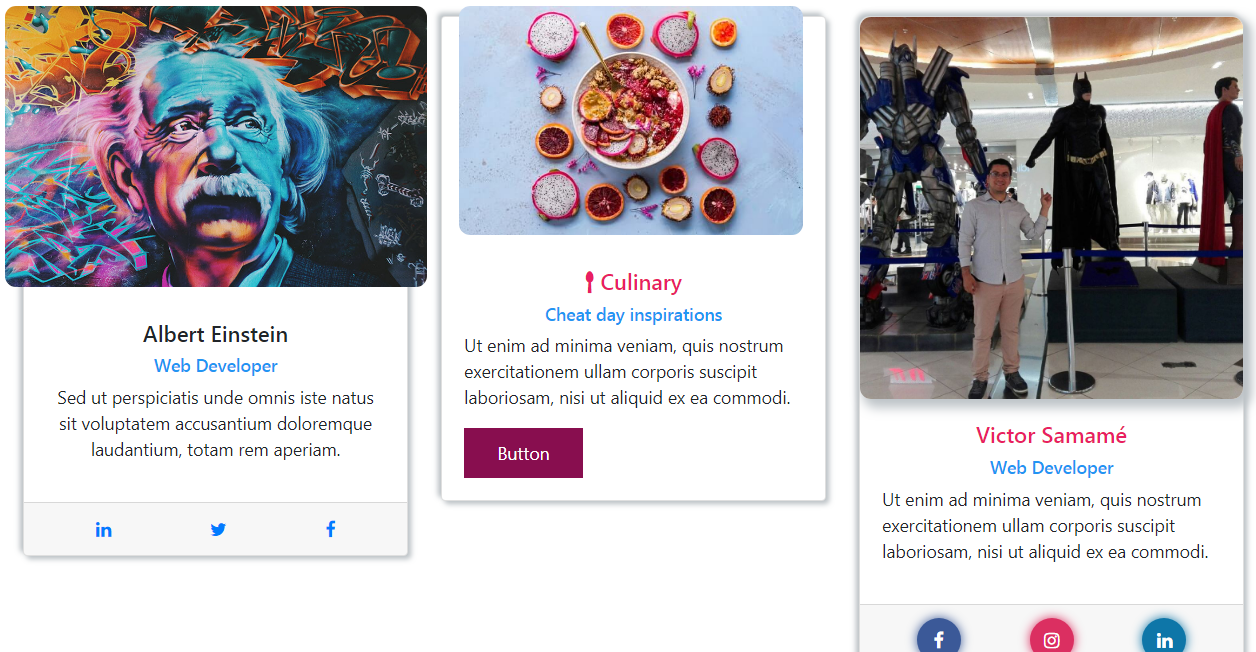 Albert Einstein
Web Developer
Sed ut perspiciatis unde omnis iste natus
sit voluptatem accusantium doloremque
laudantium, totam rem aperiam.
Culinary
Cheat day inspirations
Ut enim ad minima veniam, quis nostrum
exercitationem ullam corporis suscipit
laboriosam, nisi ut aliquid ex ea commodi.
Button
Victor Samamé
Web Developer
Ut enim ad minima veniam, quis nostrum
exercitationem ullam corporis suscipit
laboriosam, nisi ut aliquid ex ea commodi.